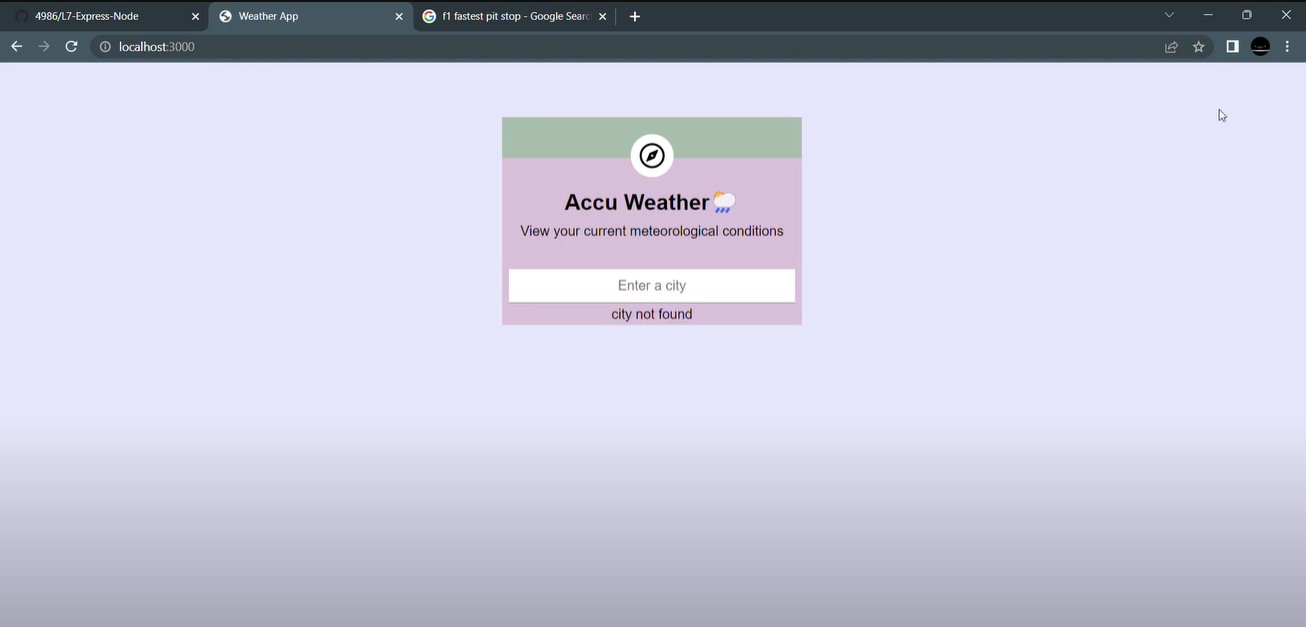 4986/L7-Express-Node
Weather App
f1 fastest pit stop - Google Searc
localhost:3000
Accu Weather
View your current meteorological conditions
Enter a city
city not found